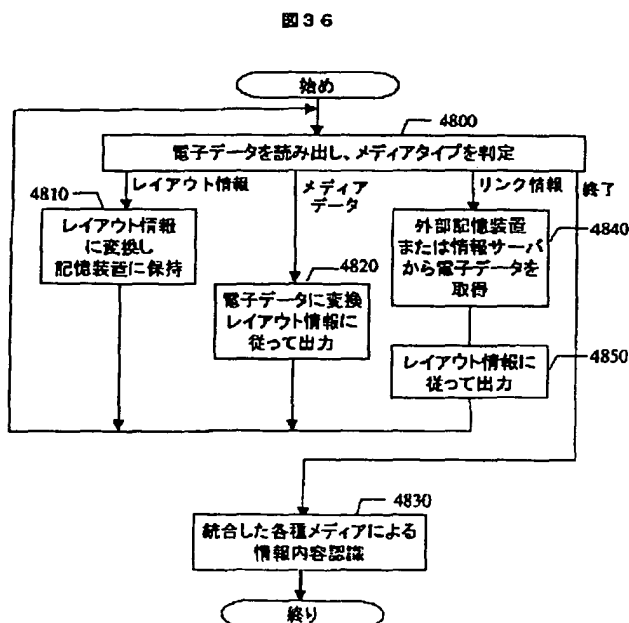 図36
始め
4800
電子データを読み出し、メディアタイプを判定
レイアウト情報
メディア
データ
リンク情報
終了
4810
レイアウト情報
に変換し
記憶装置に保持
4820
電子データに変換
レイアウト情報に
従って出力
4840
外部記憶装置
または情報サーバ
から電子データを
取得
4850
レイアウト情報に
従って出力
4830
統合した各種メディアによる
情報内容認識
終り